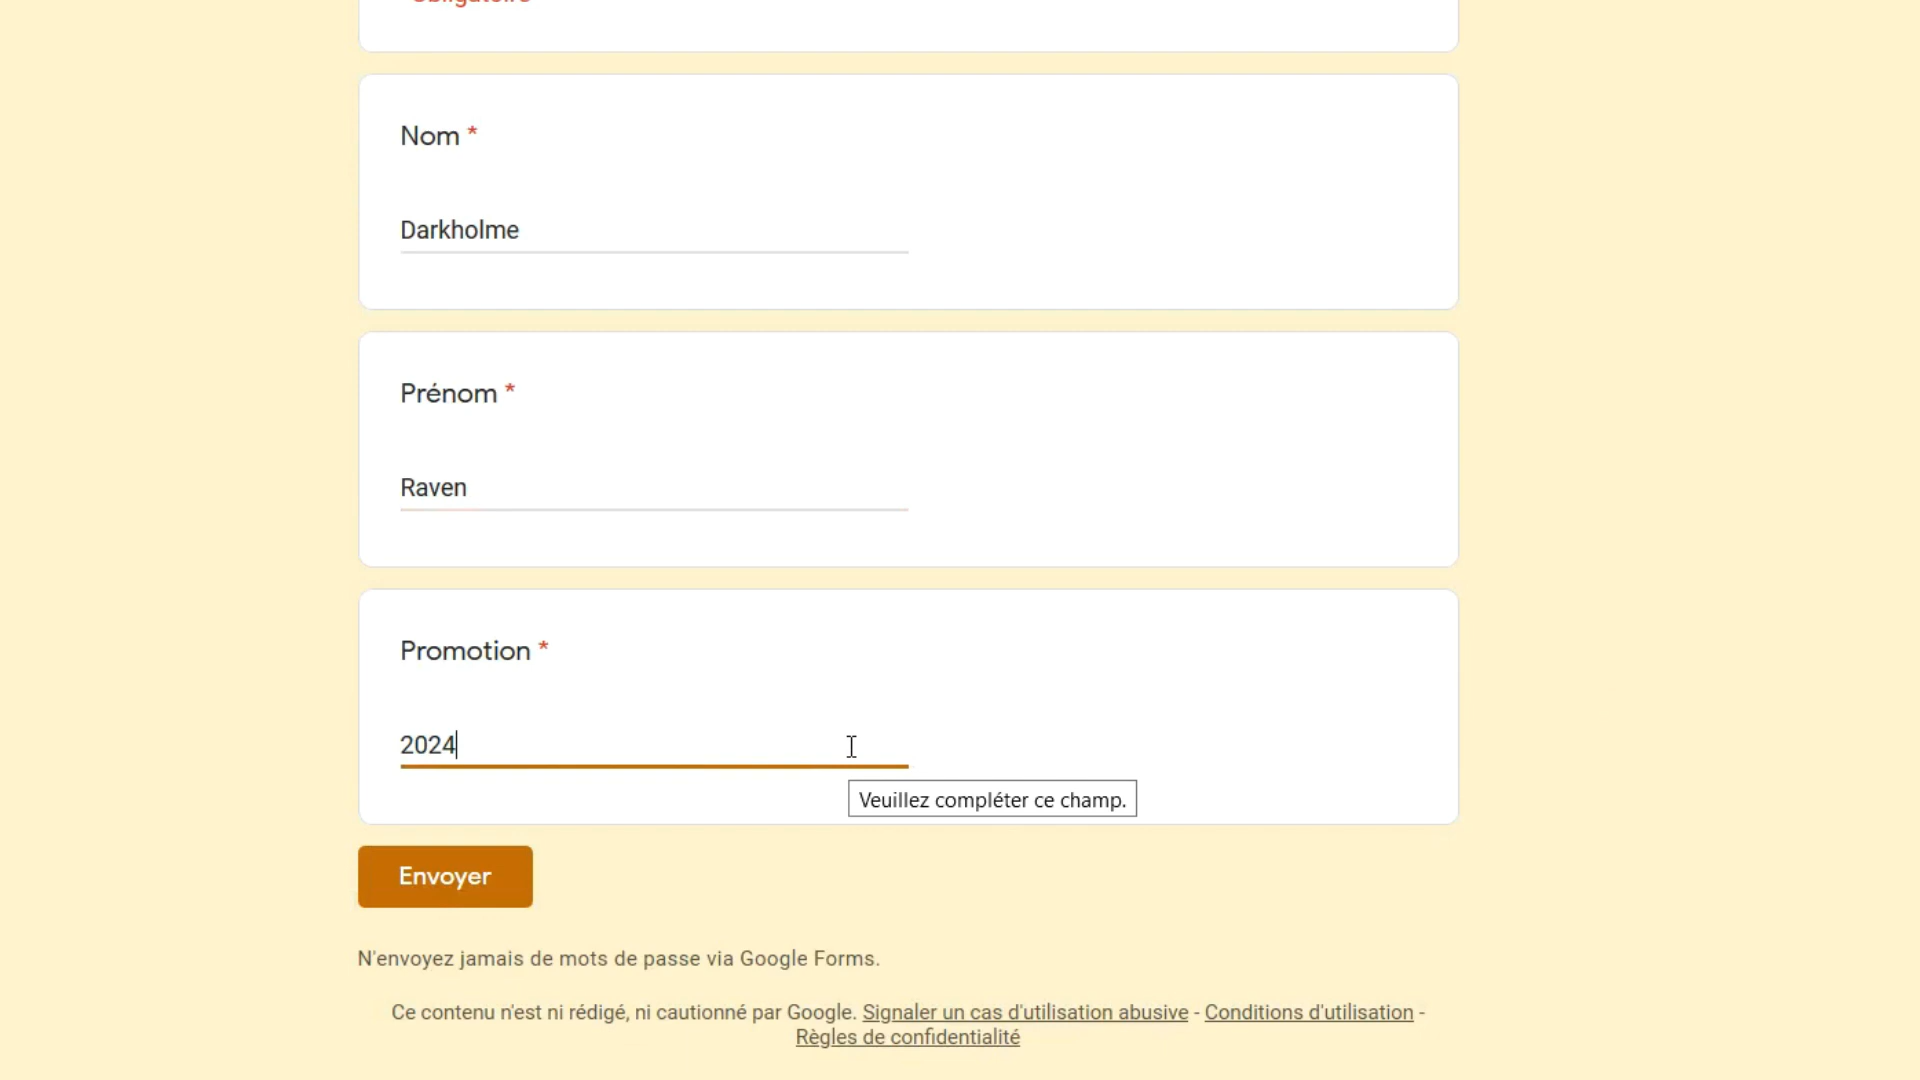 Nom *
Darkholme
Prénom *
Raven
Promotion *
2024
Veuillez compléter ce champ.
Envoyer
N'envoyez jamais de mots de passe via Google Forms.
Ce contenu n'est ni rédigé, ni cautionné par Google. Signaler un cas d'utilisation abusive - Conditions d'utilisation -
Règles de confidentialité